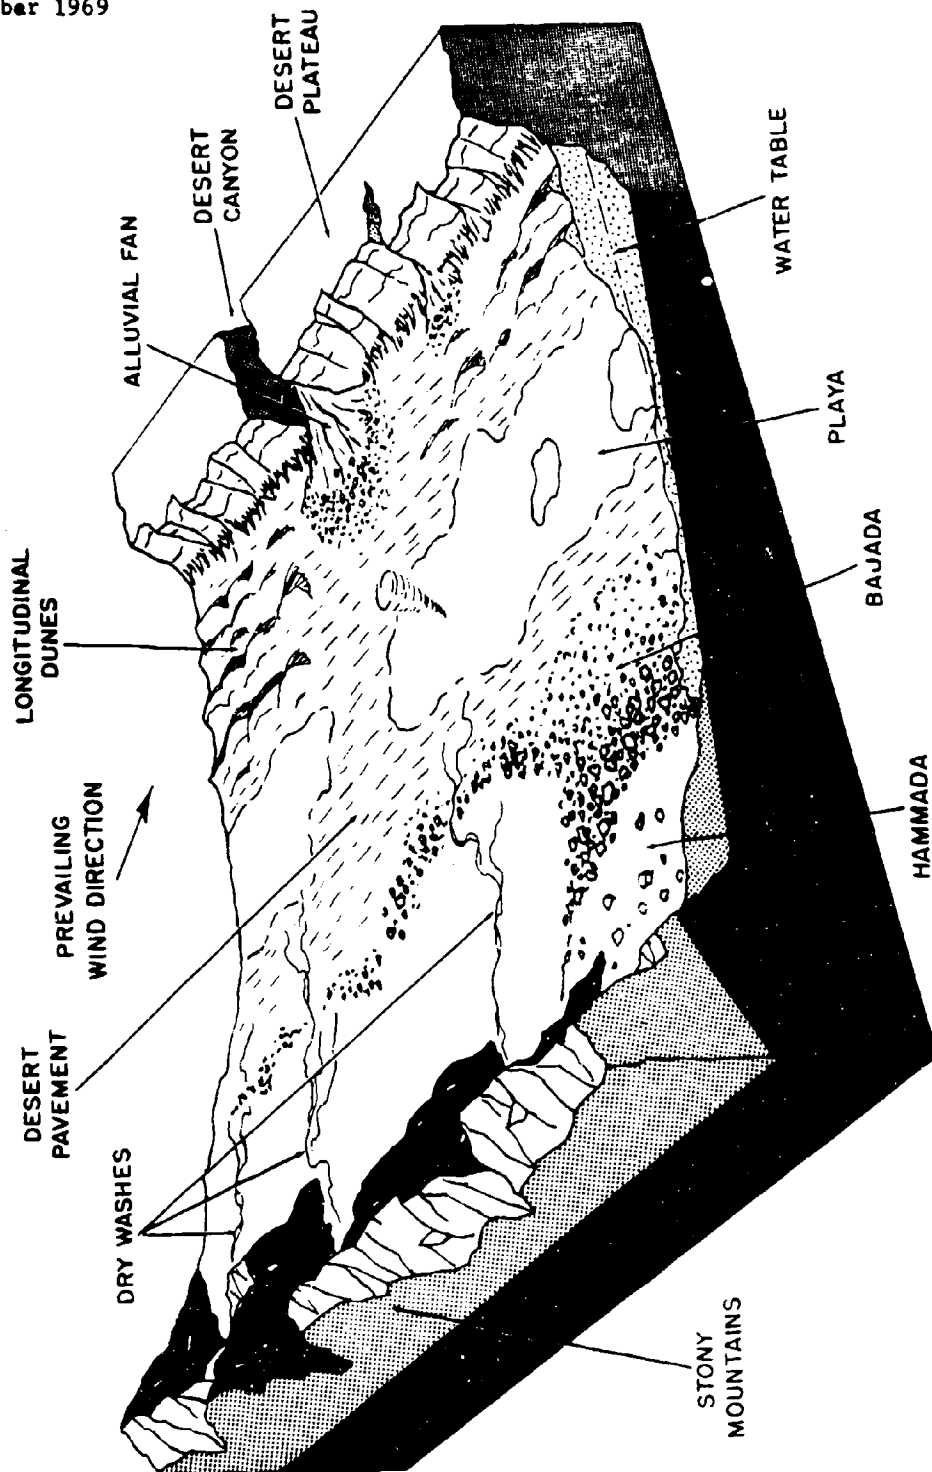 ber 1969
DESERT
PLATEAU
DESERT
CANYON
ALLUVIAL FAN
LONGITUDINAL
DUNES
PREVAILING
WIND DIRECTION
DESERT
PAVEMENT
DRY WASHES
STONY
MOUNTAINS
HAMMADA
BAJADA
PLAYA
WATER TABLE